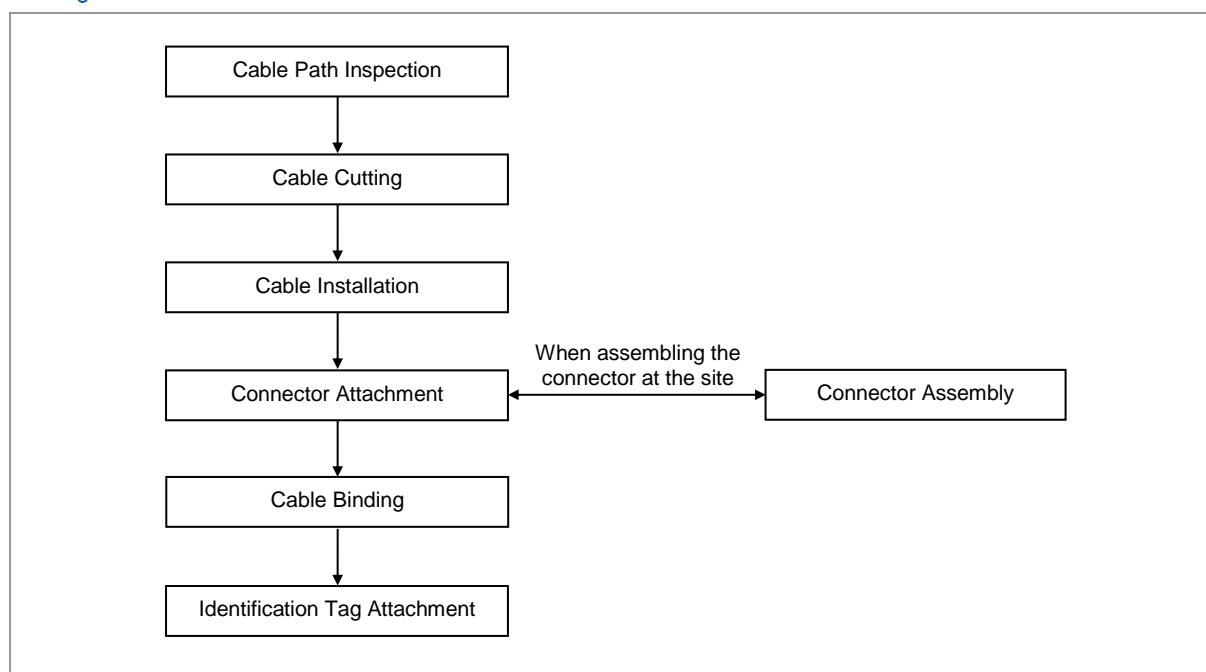 Cable Path Inspection
Cable Cutting
Cable Installation
When assembling the
connector at the site
Connector Attachment
Connector Assembly
Cable Binding
Identification Tag Attachment